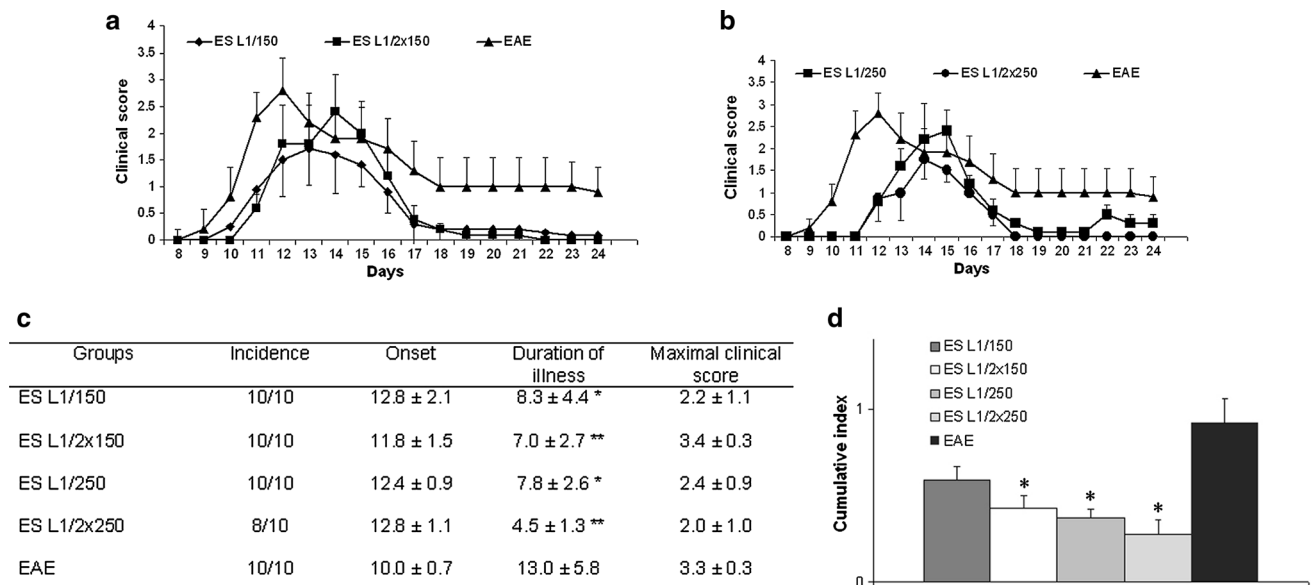 a
4
3.5
3
2.5
2
1.5
1
0.5
0
Clinical score
ES L1/150 ES L1/2x150 EAE
8 9 10 11 12 13 14 15 16 17 18 19 20 21 22 23 24
Days
b
4
3.5
3
2.5
2
1.5
1
0.5
0
Clinical score
ES L1/250 ES L1/2x250 EAE
8 9 10 11 12 13 14 15 16 17 18 19 20 21 22 23 24
Days
c
Groups Incidence Onset Duration of illness Maximal clinical score
ES L1/150 10/10 12.8 ± 2.1 8.3 ± 4.4 * 2.2 ± 1.1
ES L1/2x150 10/10 11.8 ± 1.5 7.0 ± 2.7 ** 3.4 ± 0.3
ES L1/250 10/10 12.4 ± 0.9 7.8 ± 2.6 * 2.4 ± 0.9
ES L1/2x250 8/10 12.8 ± 1.1 4.5 ± 1.3 ** 2.0 ± 1.0
EAE 10/10 10.0 ± 0.7 13.0 ± 5.8 3.3 ± 0.3
d
ES L1/150
ES L1/2x150
ES L1/250
ES L1/2x250
EAE
Cumulative index
1
0
* * *